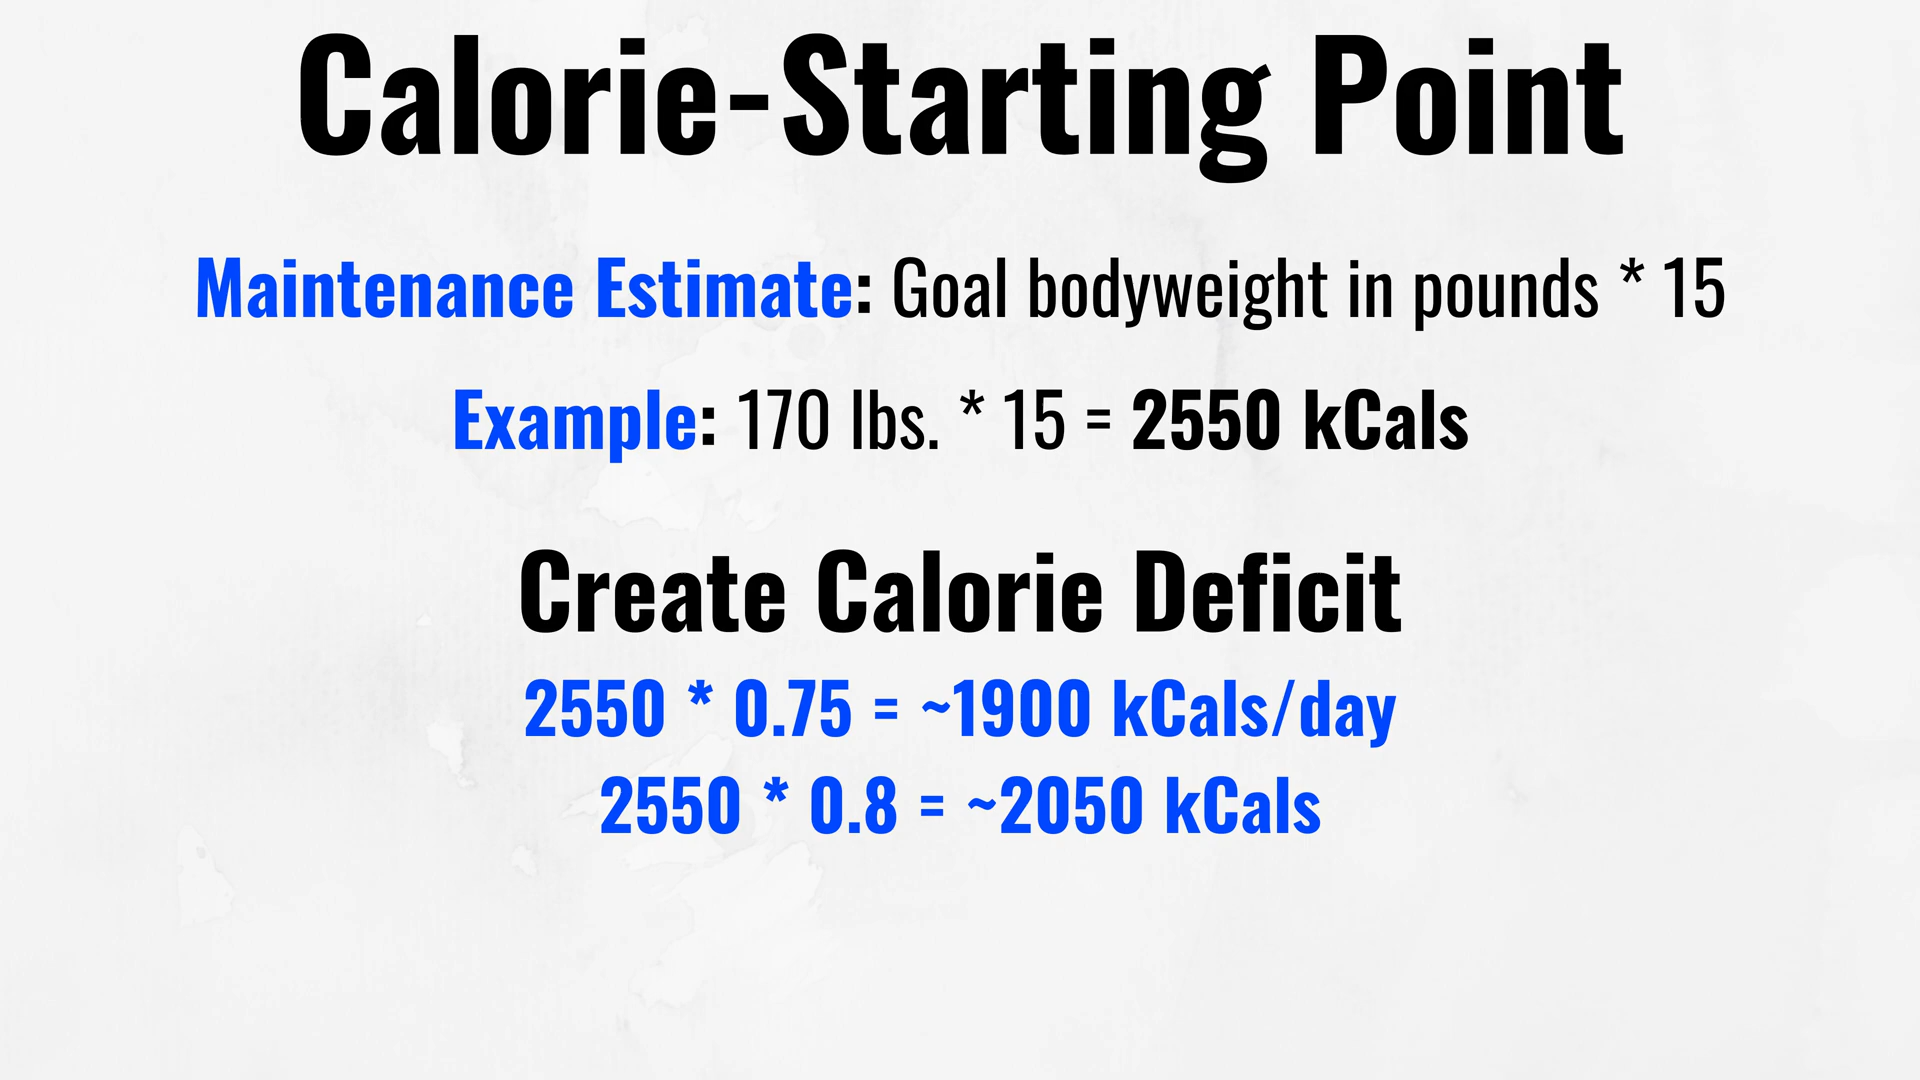 Calorie-Starting Point
Maintenance Estimate: Goal bodyweight in pounds * 15
Example: 170 lbs. * 15 = 2550 kCals
Create Calorie Deficit
2550 * 0.75 = ~1900 kCals/day
2550 * 0.8 = ~2050 kCals